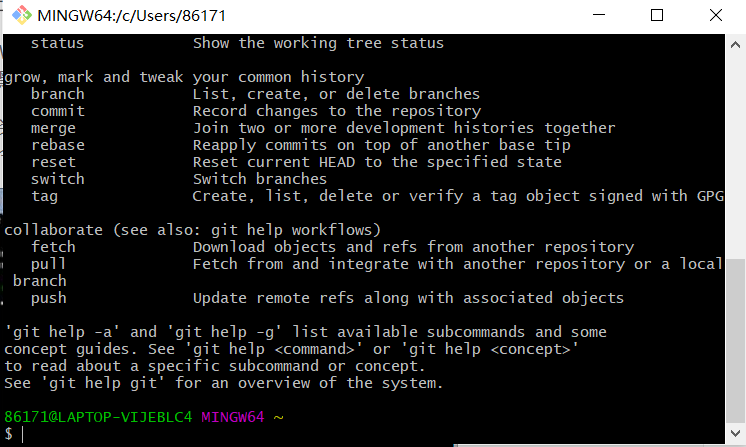 MINGW64:/c/Users/86171
status Show the working tree status
grow, mark and tweak your common history
branch List, create, or delete branches
commit Record changes to the repository
merge Join two or more development histories together
rebase Reapply commits on top of another base tip
reset Reset current HEAD to the specified state
switch Switch branches
tag Create, list, delete or verify a tag object signed with GPG
collaborate (see also: git help workflows)
fetch Download objects and refs from another repository
pull Fetch from and integrate with another repository or a local
branch
push Update remote refs along with associated objects
'git help -a' and 'git help -g' list available subcommands and some
concept guides. See 'git help <command>' or 'git help <concept>'
to read about a specific subcommand or concept.
See 'git help git' for an overview of the system.
86171@LAPTOP-VIJEBLC4 MINGW64 ~
$